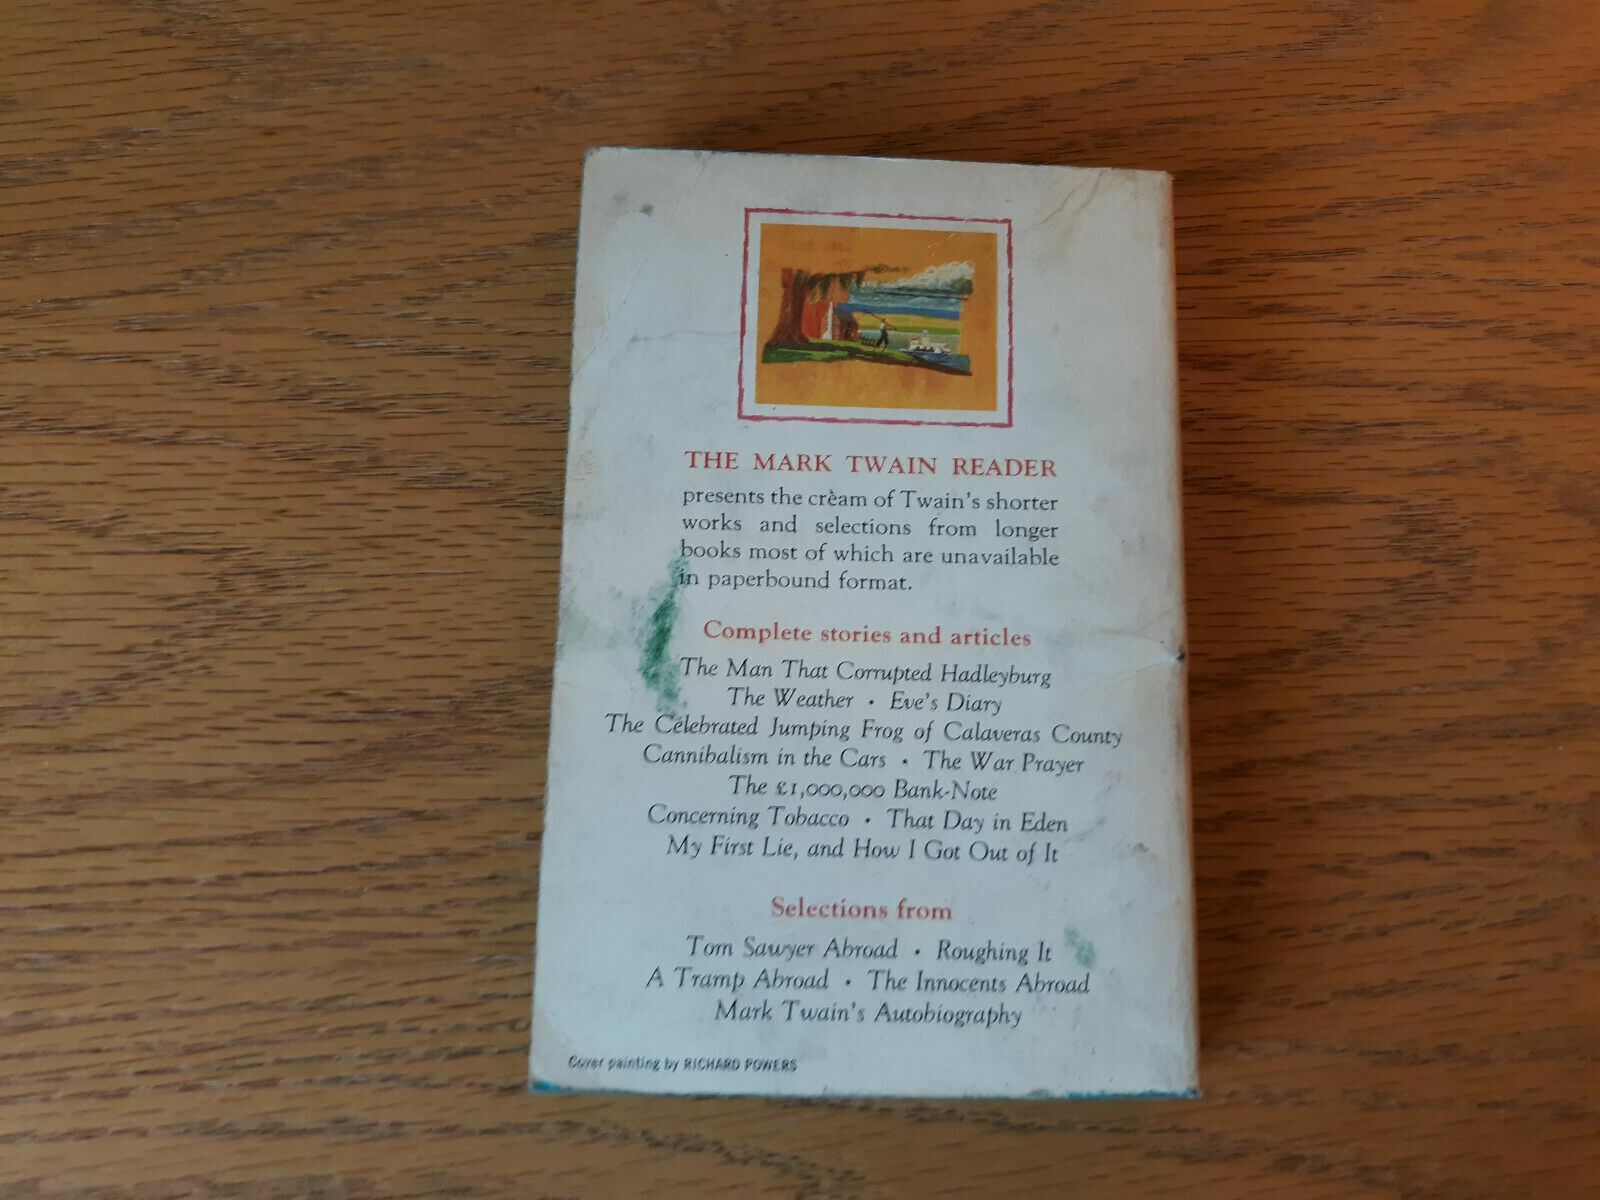 THE MARK TWAIN READER
presents the cream of Twain's shorter
works and selections from longer
books most of which are unavailable
in paperbound format.
Complete stories and articles
The Man That Corrupted Hadleyburg
The Weather • Eve's Diary
The Celebrated Jumping Frog of Calaveras County
Cannibalism in the Cars • The War Prayer
The £1,000,000 Bank-Note
Concerning Tobacco • That Day in Eden
My First Lie, and How I Got Out of It
Selections from
Tom Sawyer Abroad • Roughing It
A Tramp Abroad • The Innocents Abroad
Mark Twain's Autobiography
Cover painting by RICHARD POWERS